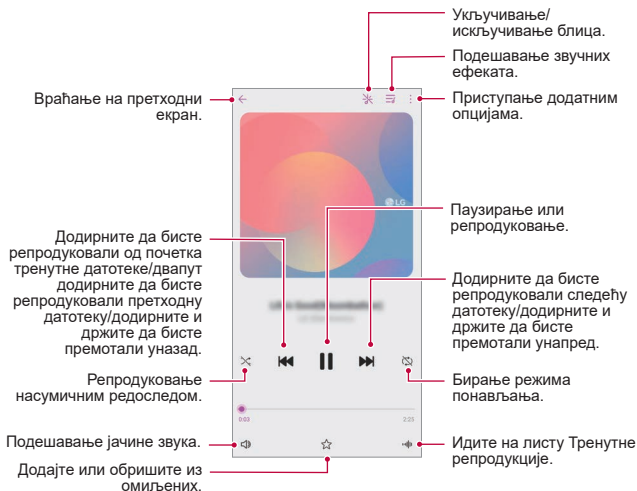 Укључивање/
искључивање блица.
Подешавање звучних
ефеката.
Враћање на претходни
екран.
Приступање додатним
опцијама.
LG
Додирните да бисте
репродуковали од почетка
тренутне датотеке/двапут
додирните да бисте
репродуковали претходну
датотеку/додирните и
држите да бисте
премотали уназад.
Паузирање или
репродуковање.
Додирните да бисте
репродуковали следећу
датотеку/додирните и
држите да бисте
премотали унапред.
Репродуковање
насумичним редоследом.
Бирање режима
понављања.
0:03
2:25
Подешавање јачине звука.
Додајте или обришите из
омиљених.
Идите на листу Тренутне
репродукције.